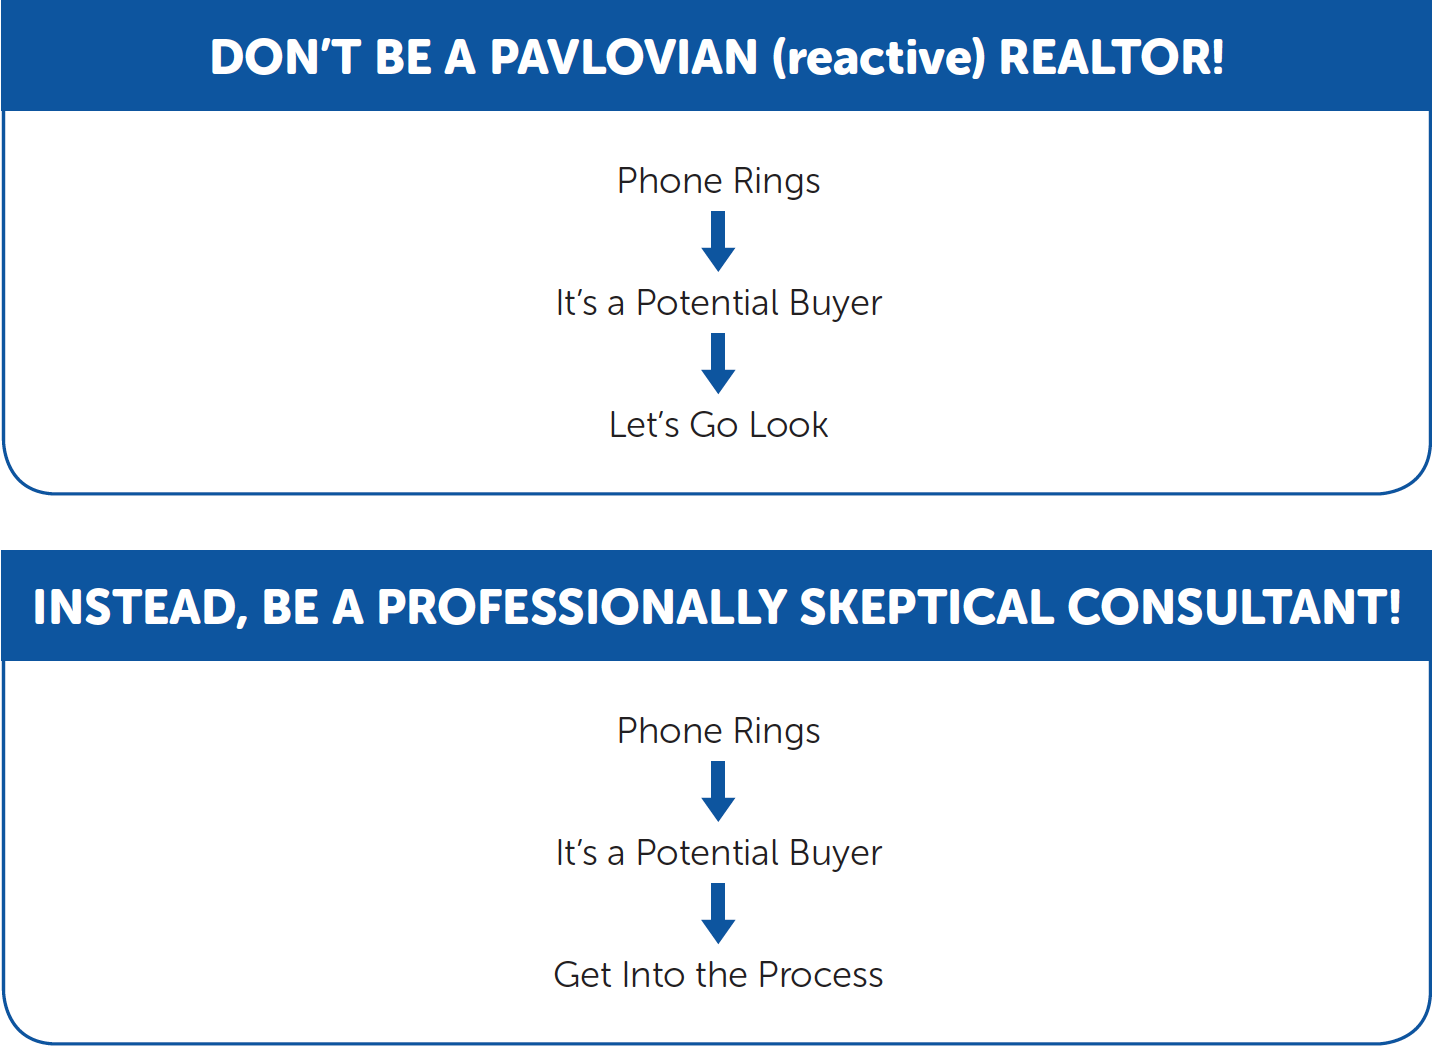 DON’T BE A PAVLOVIAN (reactive) REALTOR!
Phone Rings
It’s a Potential Buyer
Let’s Go Look
INSTEAD, BE A PROFESSIONALLY SKEPTICAL CONSULTANT!
Phone Rings
It’s a Potential Buyer
Get Into the Process